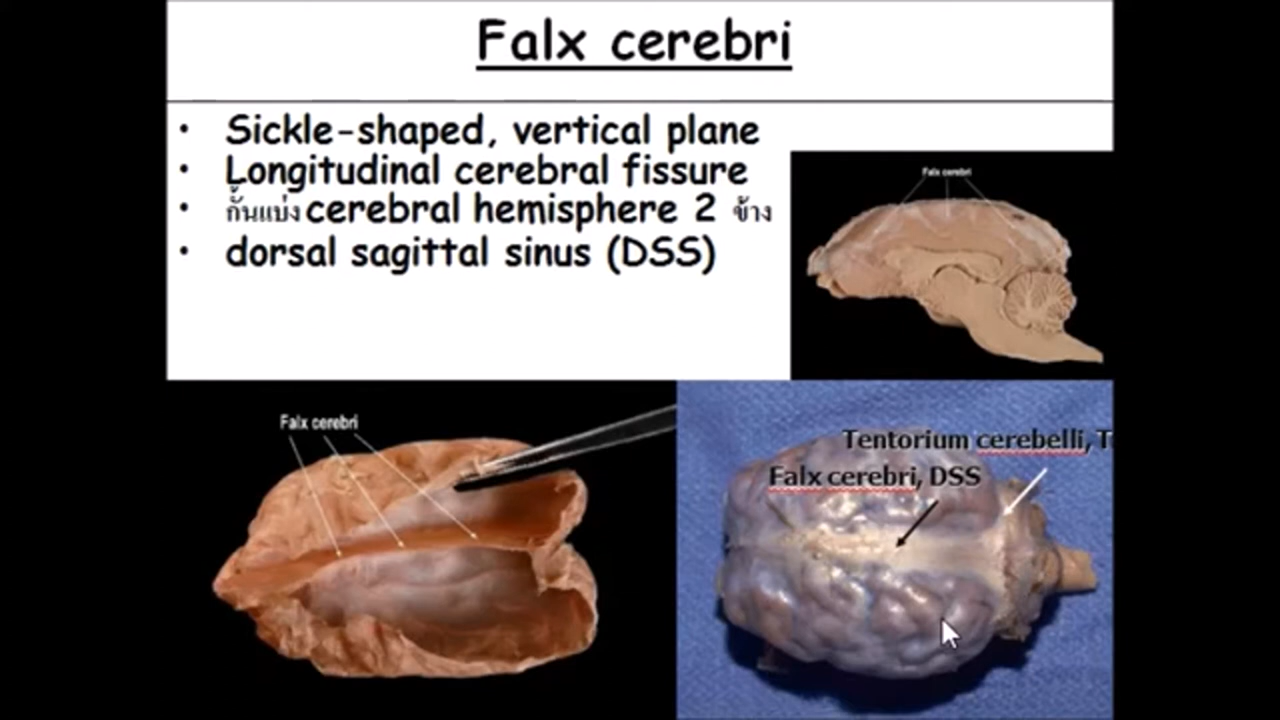 Falx cerebri
• Sickle-shaped, vertical plane
• Longitudinal cerebral fissure
• กั้นแบ่ง cerebral hemisphere 2 ข้าง
• dorsal sagittal sinus (DSS)
Falx cerebri
Falx cerebri
Tentorium cerebelli, T
Falx cerebri, DSS